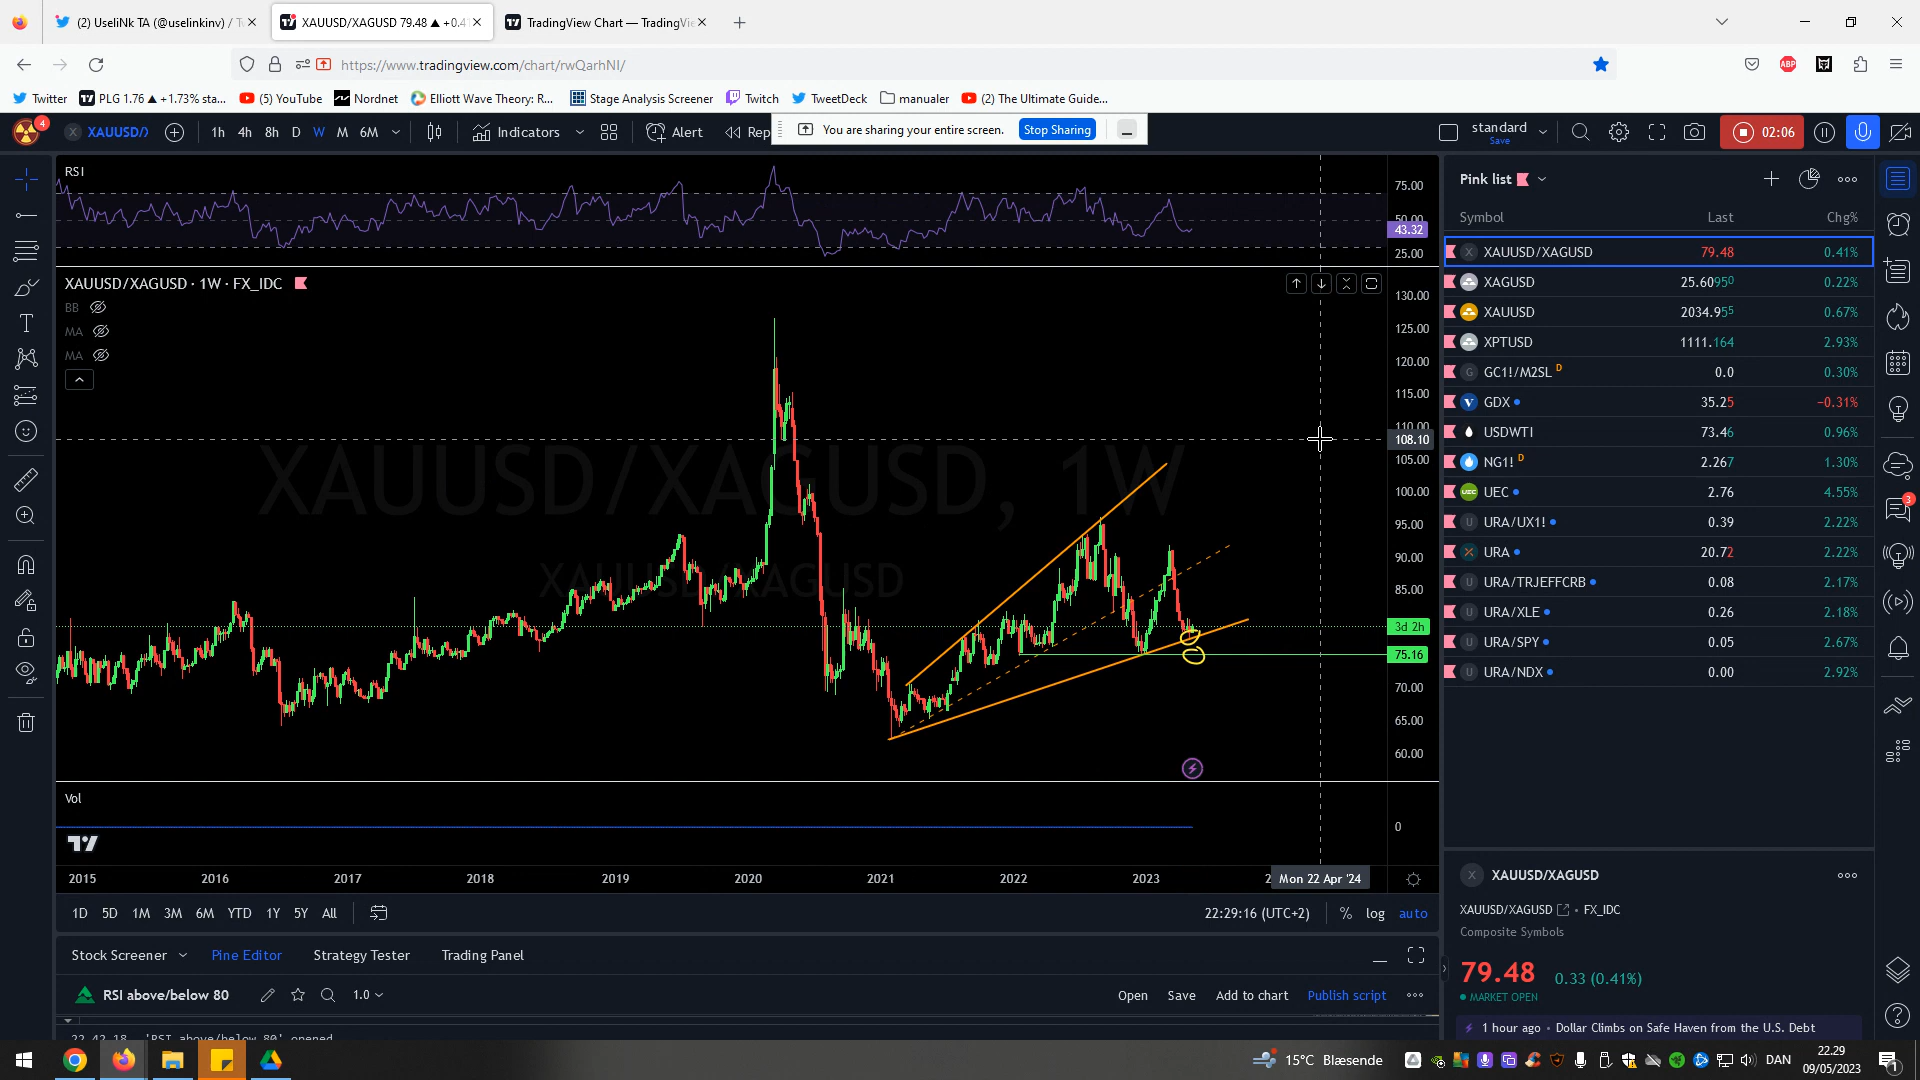 (2) UseliNk TA (@uselinkinv) / Tw
XAUUSD/XAGUSD 79.48 ▲ +0.4
TradingView Chart — TradingVi
https://www.tradingview.com/chart/rwQarhNI/
Twitter
PLG 1.76 ▲ +1.73% sta...
(5) YouTube
Nordnet
Elliott Wave Theory: R...
Stage Analysis Screener
Twitch
TweetDeck
manualer
(2) The Ultimate Guide...
4
XAUUSD/
1h 4h 8h D W M 6M
Indicators
Alert
Rep
You are sharing your entire screen.
Stop Sharing
standard
Save
02:06
RSI
75.00
50.00
43.32
25.00
XAUUSD/XAGUSD · 1W · FX_IDC
BB
MA
MA
XAUUSD/XAGUSD, 1W
XAUUSD/XAGUSD
130.00
125.00
120.00
115.00
110.00
108.10
105.00
100.00
95.00
90.00
85.00
3d 2h
75.16
70.00
65.00
60.00
Vol
0
2015 2016 2017 2018 2019 2020 2021 2022 2023
Mon 22 Apr '24
1D 5D 1M 3M 6M YTD 1Y 5Y All
22:29:16 (UTC+2)
% log auto
Stock Screener
Pine Editor
Strategy Tester
Trading Panel
RSI above/below 80
1.0
Open
Save
Add to chart
Publish script
22.42.18 'RSI above/below 80' opened
Pink list
Symbol Last Chg%
XAUUSD/XAGUSD 79.48 0.41%
XAGUSD 25.6095⁰ 0.22%
XAUUSD 2034.9⁵⁵ 0.67%
XPTUSD 1111.164 2.93%
GC1!/M2SL D 0.0 0.30%
GDX 35.25 −0.31%
USDWTI 73.46 0.96%
NG1! D 2.267 1.30%
UEC 2.76 4.55%
URA/UX1! 0.39 2.22%
URA 20.72 2.22%
URA/TRJEFFCRB 0.08 2.17%
URA/XLE 0.26 2.18%
URA/SPY 0.05 2.67%
URA/NDX 0.00 2.92%
3
XAUUSD/XAGUSD
XAUUSD/XAGUSD • FX_IDC
Composite Symbols
79.48 0.33 (0.41%)
MARKET OPEN
1 hour ago • Dollar Climbs on Safe Haven from the U.S. Debt
15°C Blæsende
DAN
22.29
09/05/2023
1